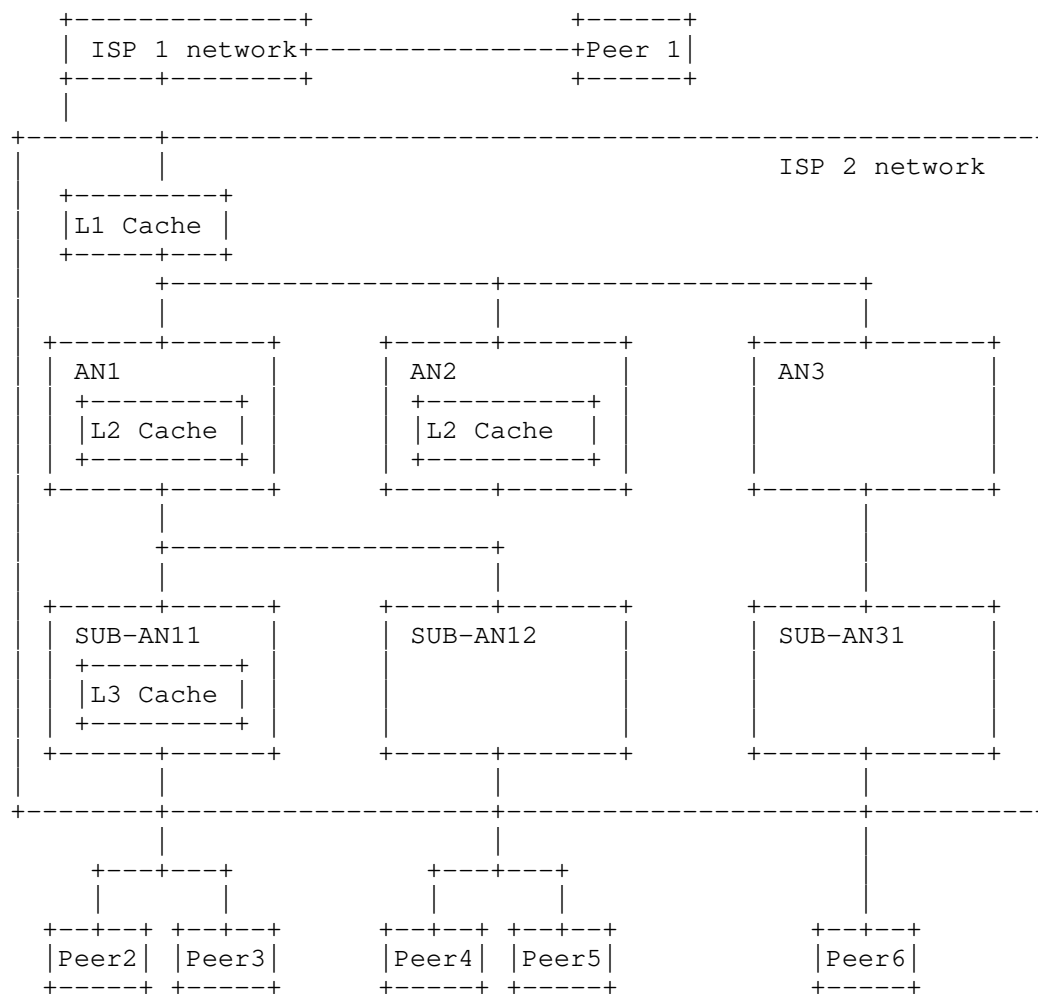 ISP 1 network Peer 1
ISP 2 network
L1 Cache
AN1 AN2 AN3
L2 Cache L2 Cache
SUB-AN11 SUB-AN12 SUB-AN31
L3 Cache
Peer2 Peer3 Peer4 Peer5 Peer6